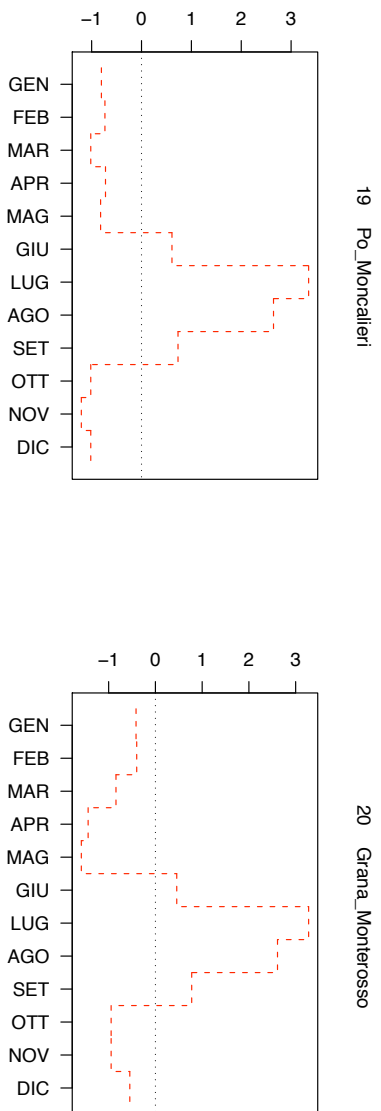 19 Po_Moncalieri
−1 0 1 2 3
GEN
FEB
MAR
APR
MAG
GIU
LUG
AGO
SET
OTT
NOV
DIC
20 Grana_Monterosso
−1 0 1 2 3
GEN
FEB
MAR
APR
MAG
GIU
LUG
AGO
SET
OTT
NOV
DIC